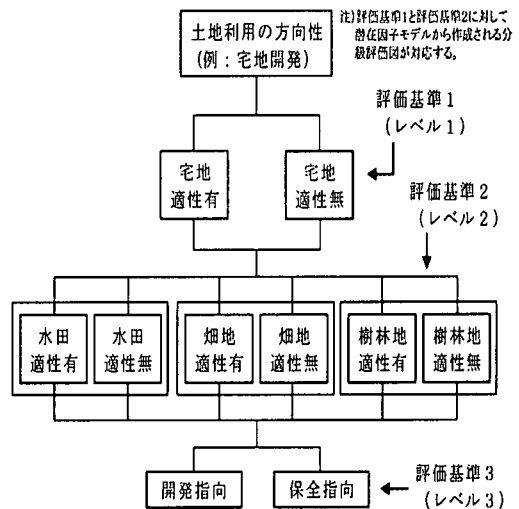 土地利用の方向性
(例：宅地開発)
注)評価基準1と評価基準2に対して
潜在因子モデルから作成される分
級評価図が対応する。
評価基準1
(レベル1)
宅地
適性有
宅地
適性無
評価基準2
(レベル2)
水田
適性有
水田
適性無
畑地
適性有
畑地
適性無
樹林地
適性有
樹林地
適性無
開発指向
保全指向
評価基準3
(レベル3)